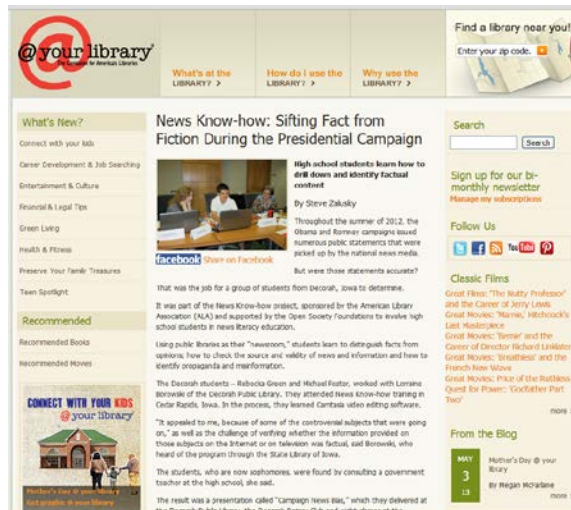 @ your library
The Campaign for America's Libraries
What's at the
LIBRARY? >
How do I use the
LIBRARY? >
Why use the
LIBRARY? >
Find a library near you!
Enter your zip code.
What's New?
Connect with your kids
Career Development & Job Searching
Entertainment & Culture
Financial & Legal Tips
Green Living
Health & Fitness
Preserve Your Family Treasures
Teen Spotlight
Recommended
Recommended Books
Recommended Movies
CONNECT WITH YOUR KIDS
@ your library
Mother's Day @ your library
News Know-how: Sifting Fact from
Fiction During the Presidential Campaign
High school students learn how to
drill down and identify factual
content
By Steve Zalusky
Throughout the summer of 2012, the
Obama and Romney campaigns issued
numerous public statements that were
picked up by the national news media.
facebook Share on Facebook
But were those statements accurate?
That was the job for a group of students from Decorah, Iowa to determine.
It was part of the News Know-how project, sponsored by the American Library
Association (ALA) and supported by the Open Society Foundations to involve high
school students in news literacy education.
Using public libraries as their "newsroom," students learn to distinguish facts from
opinions; how to check the source and validity of news and information and how to
identify propaganda and misinformation.
The Decorah students – Rebecka Green and Michael Foster, worked with Lorraine
Borowski of the Decorah Public Library. They attended News Know-how training in
Cedar Rapids, Iowa. In the process, they learned Camtasia video editing software.
"It appealed to me, because of some of the controversial subjects that were going
on," as well as the challenge of verifying whether the information provided on
those subjects on the Internet or on television was factual, said Borowski, who
heard of the program through the State Library of Iowa.
The students, who are now sophomores, were found by consulting a government
teacher at the high school, she said.
The result was a presentation called "Campaign News Bias," which they delivered at
Search
Search
Sign up for our bi-
monthly newsletter
Manage my subscriptions
Follow Us
You Tube
Classic Films
Great Films: 'The Nutty Professor'
and the Career of Jerry Lewis
Great Movies: 'Marnie,' Hitchcock's
Last Masterpiece
Great Movies: 'Bernie' and the
Career of Director Richard Linklater
Great Movies: 'Breathless' and the
French New Wave
Great Movies: Price of the Ruthless
Quest for Power: 'Godfather Part
Two'
more
From the Blog
MAY
3
13
Mother's Day @ your
library
By Megan McFarlane
more